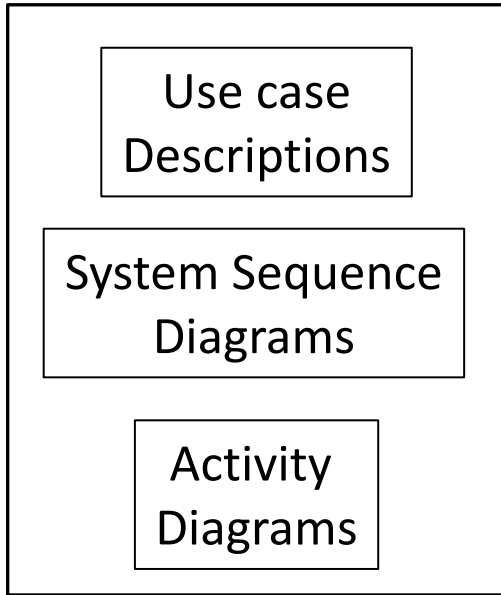 Use case
Descriptions
System Sequence
Diagrams
Activity
Diagrams